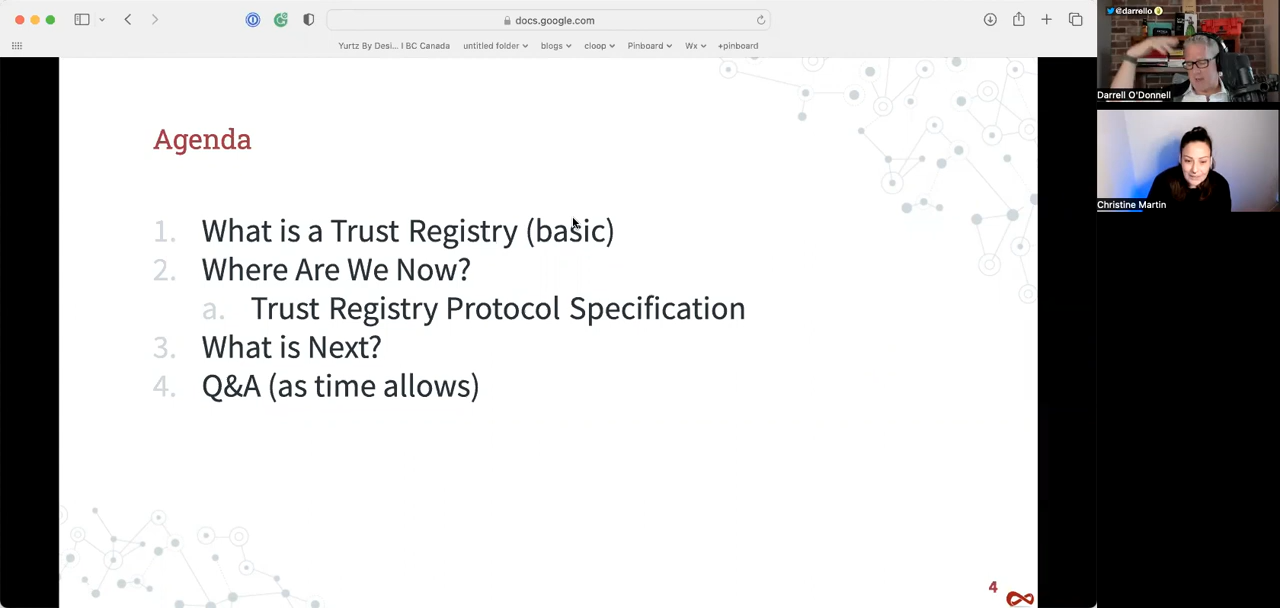 docs.google.com
Yurtz By Desi... I BC Canada
untitled folder
blogs
cloop
Pinboard
Wx
+pinboard
@darrello
Darrell O'Donnell
Christine Martin
Agenda
1. What is a Trust Registry (basic)
2. Where Are We Now?
a. Trust Registry Protocol Specification
3. What is Next?
4. Q&A (as time allows)
4